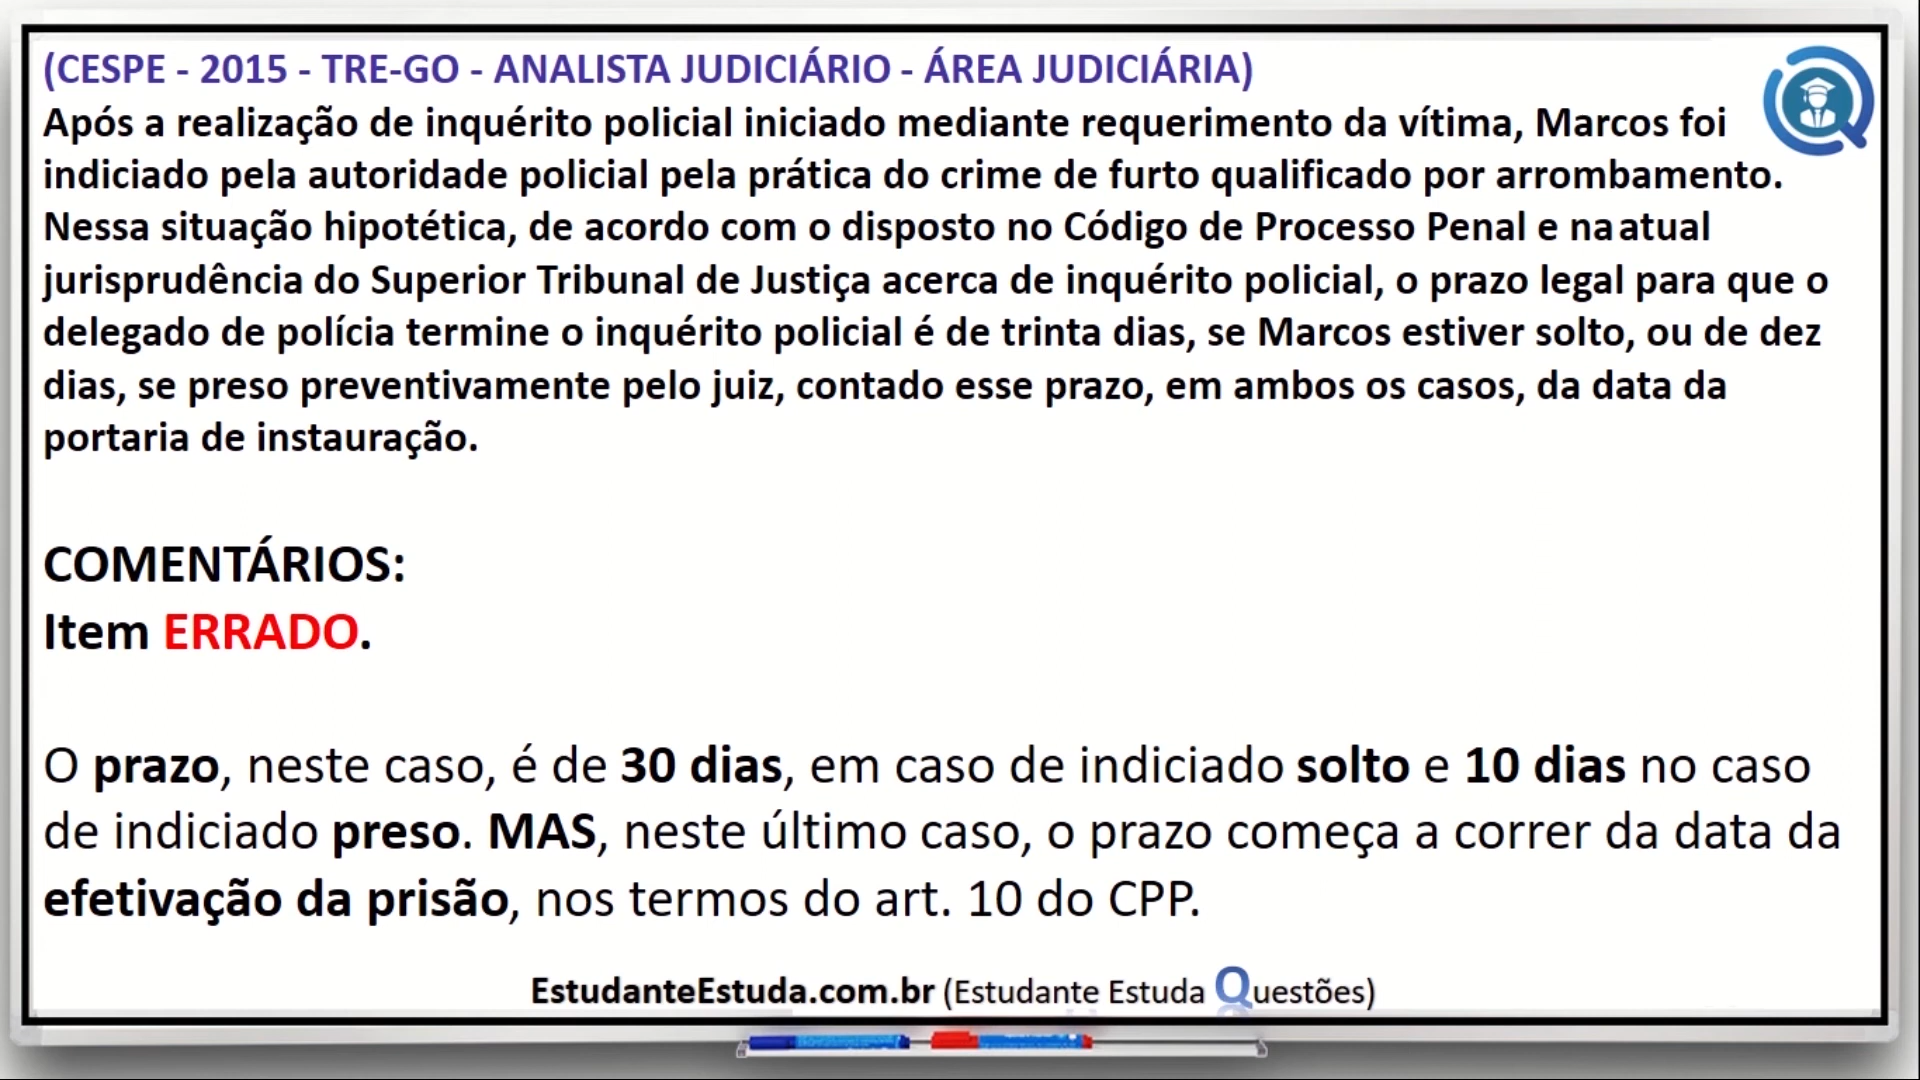 (CESPE - 2015 - TRE-GO - ANALISTA JUDICIÁRIO - ÁREA JUDICIÁRIA)
Após a realização de inquérito policial iniciado mediante requerimento da vítima, Marcos foi
indiciado pela autoridade policial pela prática do crime de furto qualificado por arrombamento.
Nessa situação hipotética, de acordo com o disposto no Código de Processo Penal e na atual
jurisprudência do Superior Tribunal de Justiça acerca de inquérito policial, o prazo legal para que o
delegado de polícia termine o inquérito policial é de trinta dias, se Marcos estiver solto, ou de dez
dias, se preso preventivamente pelo juiz, contado esse prazo, em ambos os casos, da data da
portaria de instauração.
COMENTÁRIOS:
Item ERRADO.
O prazo, neste caso, é de 30 dias, em caso de indiciado solto e 10 dias no caso
de indiciado preso. MAS, neste último caso, o prazo começa a correr da data da
efetivação da prisão, nos termos do art. 10 do CPP.
EstudanteEstuda.com.br (Estudante Estuda Questões)